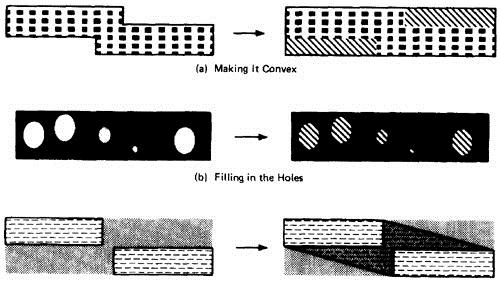 (a) Making It Convex
(b) Filling in the Holes